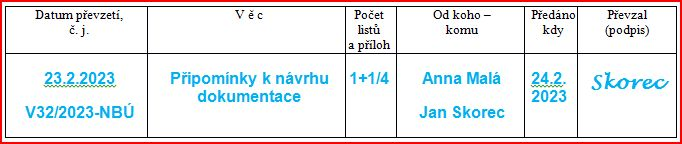 Datum převzetí,
č. j.
V ě c
Počet
listů
a příloh
Od koho –
komu
Předáno
kdy
Převzal
(podpis)
23.2.2023
V32/2023-NBÚ
Připomínky k návrhu
dokumentace
1+1/4
Anna Malá
Jan Skorec
24.2.
2023
Skorec